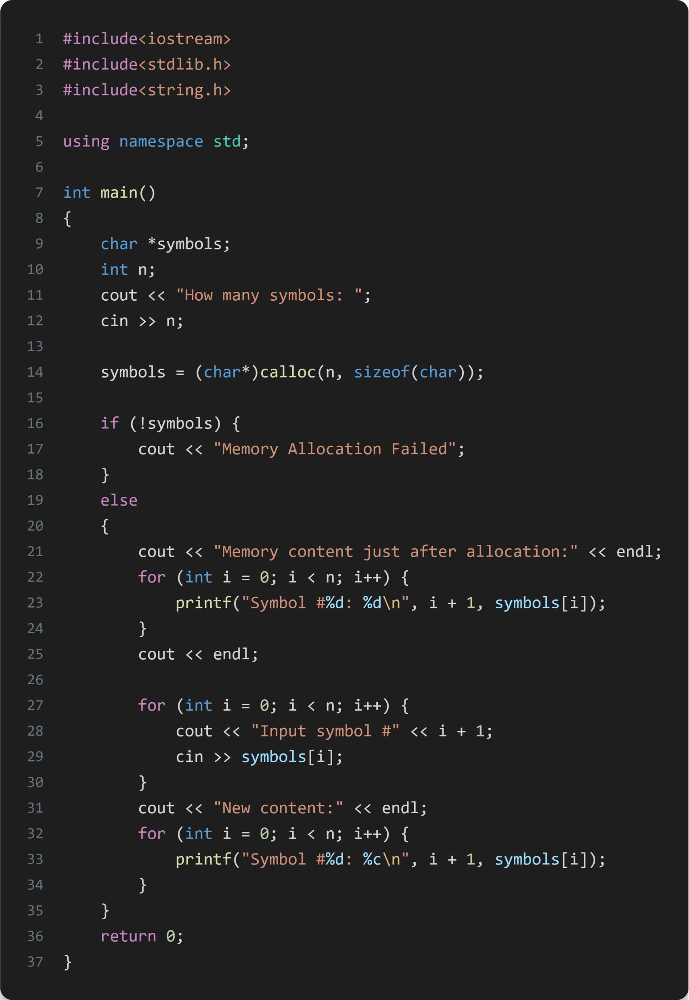 1 #include<iostream>
2 #include<stdlib.h>
3 #include<string.h>
4
5 using namespace std;
6
7 int main()
8 {
9     char *symbols;
10     int n;
11     cout << "How many symbols: ";
12     cin >> n;
13
14     symbols = (char*)calloc(n, sizeof(char));
15
16     if (!symbols) {
17         cout << "Memory Allocation Failed";
18     }
19     else
20     {
21         cout << "Memory content just after allocation:" << endl;
22         for (int i = 0; i < n; i++) {
23             printf("Symbol #%d: %d\n", i + 1, symbols[i]);
24         }
25         cout << endl;
26
27         for (int i = 0; i < n; i++) {
28             cout << "Input symbol #" << i + 1;
29             cin >> symbols[i];
30         }
31         cout << "New content:" << endl;
32         for (int i = 0; i < n; i++) {
33             printf("Symbol #%d: %c\n", i + 1, symbols[i]);
34         }
35     }
36     return 0;
37 }